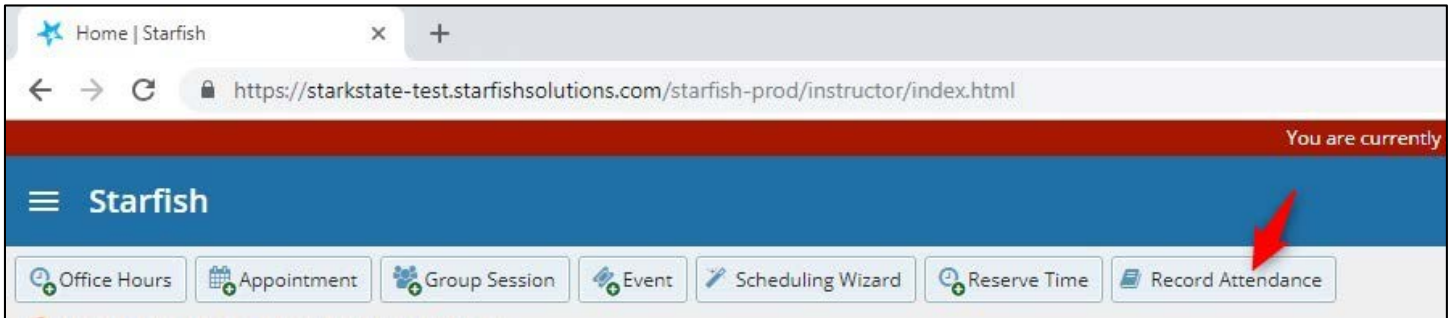 Home | Starfish
https://starkstate-test.starfishsolutions.com/starfish-prod/instructor/index.html
You are currently
Starfish
Office Hours Appointment Group Session Event Scheduling Wizard Reserve Time Record Attendance